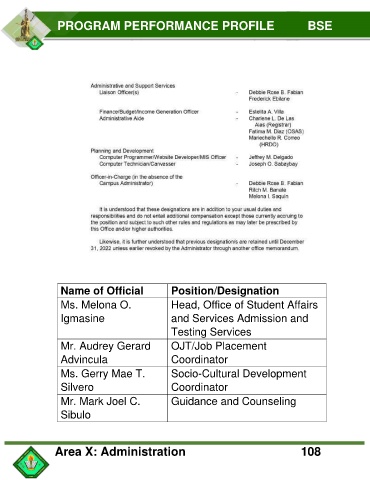 PROGRAM PERFORMANCE PROFILE BSE
Administrative and Support Services
Liaison Officer(s) - Debbie Rose B. Fabian
Frederick Ebilene
Finance/Budget/Income Generation Officer - Estelita A. Villa
Administrative Aide - Charlene L. De Las
Alas (Registrar)
Fatima M. Diaz (OSAS)
Mariechelle R. Correo
(HRDO)
Planning and Development
Computer Programmer/Website Developer/MIS Officer - Jeffrey M. Delgado
Computer Technician/Canvasser - Joseph O. Sabaybay
Officer-in-Charge (in the absence of the
Campus Administrator) - Debbie Rose B. Fabian
Ritch M. Banate
Melona I. Saquin
It is understood that these designations are in addition to your usual duties and
responsibilities and do not entail additional compensation except those currently accruing to
the position and subject to such other rules and regulations as may later be prescribed by
this Office and/or higher authorities.
Likewise, it is further understood that previous designation/s are retained until December
31, 2022 unless earlier revoked by the Administrator through another office memorandum.
Name of Official Position/Designation
Ms. Melona O. Head, Office of Student Affairs
Igmasine and Services Admission and
Testing Services
Mr. Audrey Gerard OJT/Job Placement
Advincula Coordinator
Ms. Gerry Mae T. Socio-Cultural Development
Silvero Coordinator
Mr. Mark Joel C. Guidance and Counseling
Sibulo
Area X: Administration 108